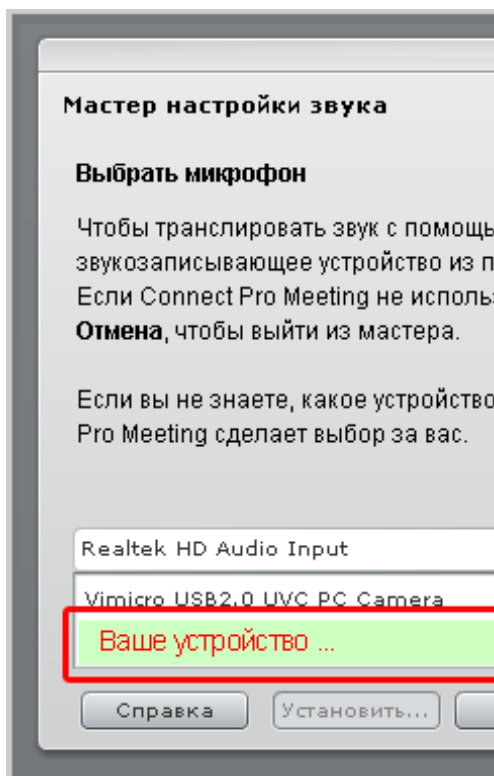 Мастер настройки звука
Выбрать микрофон
Чтобы транслировать звук с помощь
звукозаписывающее устройство из п
Если Connect Pro Meeting не исполь
Отмена, чтобы выйти из мастера.
Если вы не знаете, какое устройство
Pro Meeting сделает выбор за вас.
Realtek HD Audio Input
Vimicro USB2.0 UVC PC Camera
Ваше устройство ...
Справка
Установить...